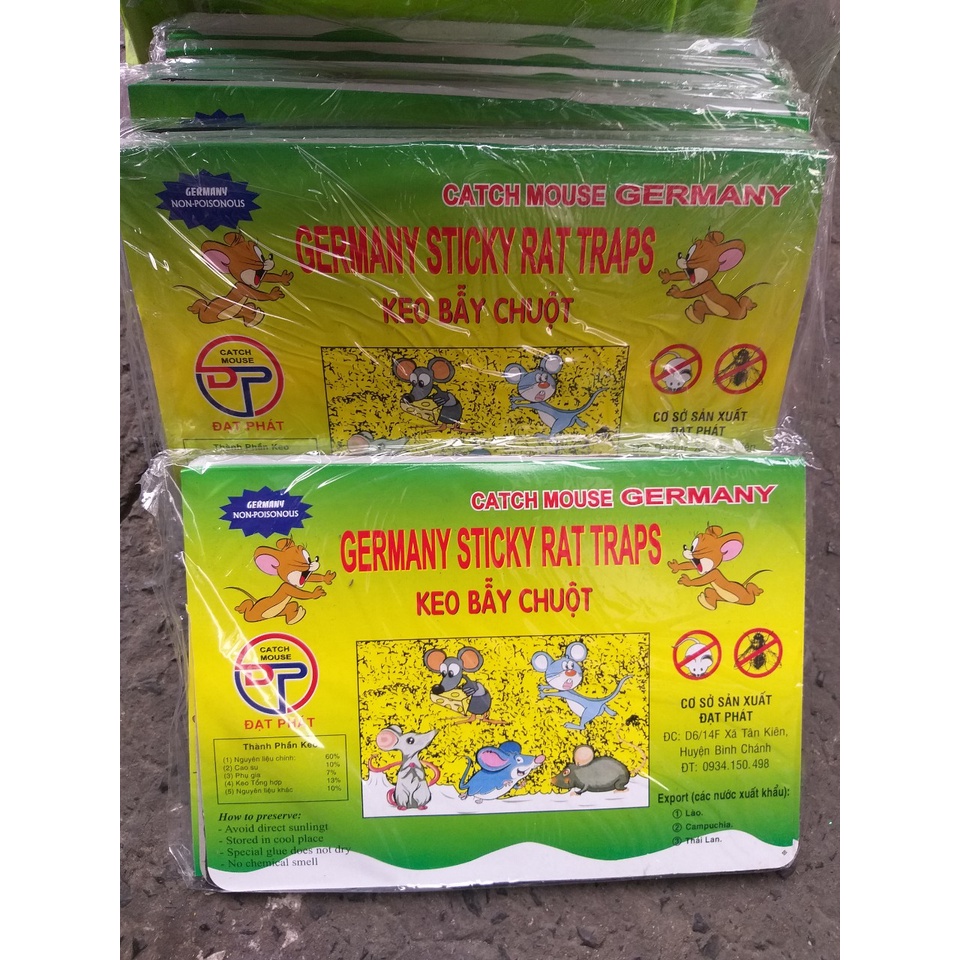 GERMANY
NON-POISONOUS
CATCH MOUSE GERMANY
GERMANY STICKY RAT TRAPS
KEO BẪY CHUỘT
CATCH
MOUSE
DP
ĐẠT PHÁT
Thành Phần Keo
CƠ SỞ SẢN XUẤT
ĐẠT PHÁT
GERMANY
NON-POISONOUS
CATCH MOUSE GERMANY
GERMANY STICKY RAT TRAPS
KEO BẪY CHUỘT
CATCH
MOUSE
DP
ĐẠT PHÁT
Thành Phần Keo
(1) Nguyên liệu chính: 60%
(2) Cao su 10%
(3) Phụ gia 7%
(4) Keo Tổng hợp 13%
(5) Nguyên liệu khác 10%
How to preserve:
- Avoid direct sunlingt
- Stored in cool place
- Special glue does not dry
- No chemical smell
CƠ SỞ SẢN XUẤT
ĐẠT PHÁT
ĐC: D6/14F Xã Tân Kiên,
Huyện Bình Chánh
ĐT: 0934.150.498
Export (các nước xuất khẩu):
1 Lào.
2 Campuchia.
3 Thái Lan.